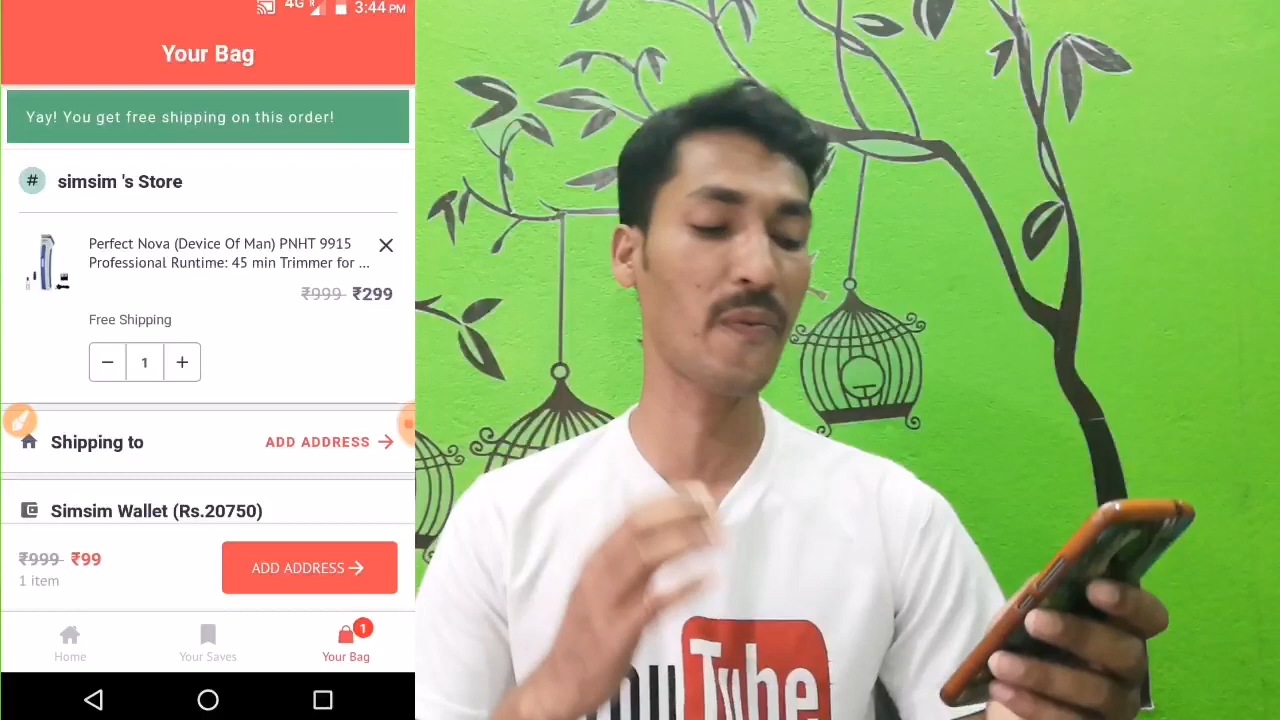 4G R 3:44 PM
Your Bag
Yay! You get free shipping on this order!
# simsim 's Store
Perfect Nova (Device Of Man) PNHT 9915
Professional Runtime: 45 min Trimmer for ...
₹999 ₹299
Free Shipping
− 1 +
Shipping to ADD ADDRESS →
Simsim Wallet (Rs.20750)
₹999 ₹99
1 item
ADD ADDRESS →
1
Home Your Saves Your Bag
YouTube